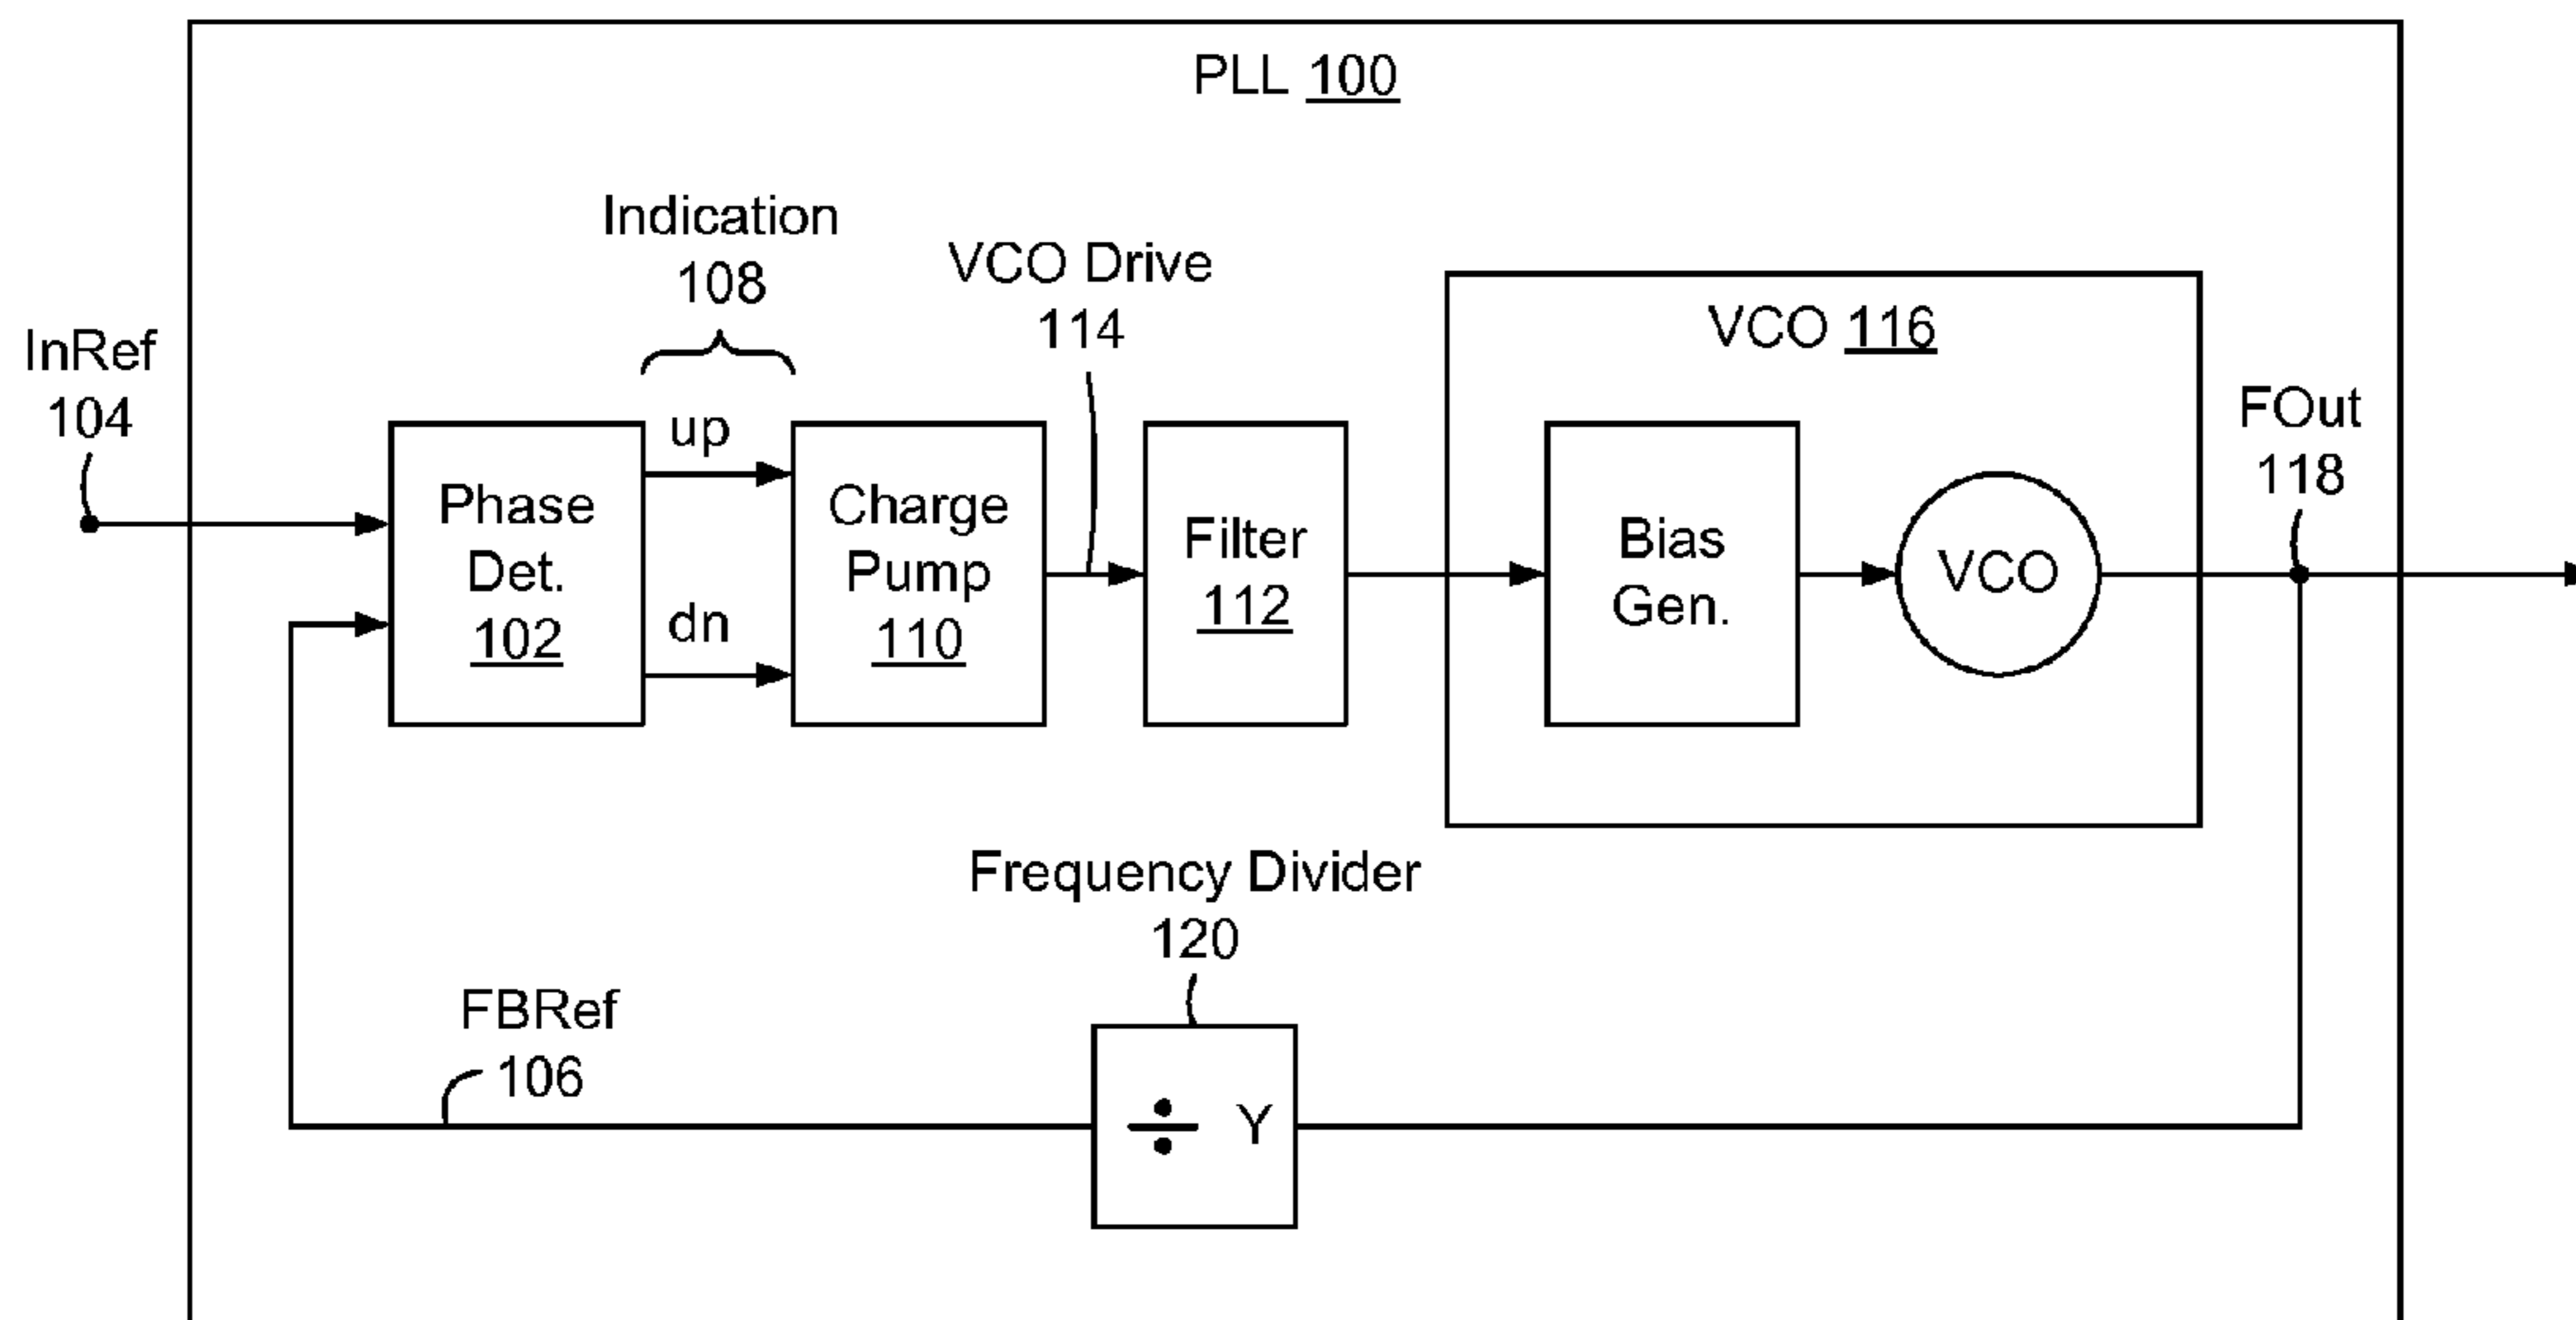 PLL 100
Indication
108
VCO Drive
114
InRef
104
up
dn
Phase
Det.
102
Charge
Pump
110
Filter
112
VCO 116
Bias
Gen.
VCO
FOut
118
Frequency Divider
120
FBRef
106
÷ Y